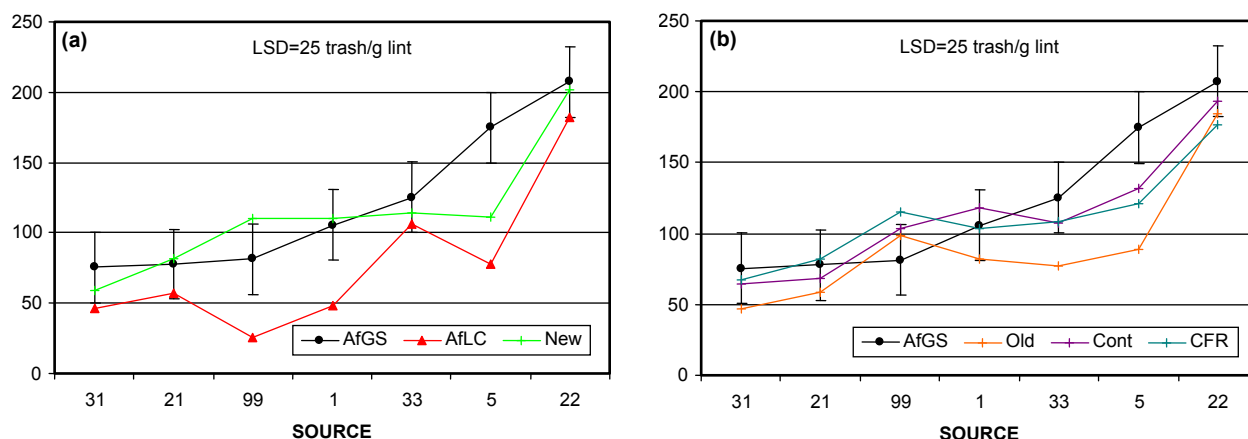 (a)
LSD=25 trash/g lint
250
200
150
100
50
0
AfGS AfLC New
31 21 99 1 33 5 22
SOURCE
(b)
LSD=25 trash/g lint
250
200
150
100
50
0
AfGS Old Cont CFR
31 21 99 1 33 5 22
SOURCE